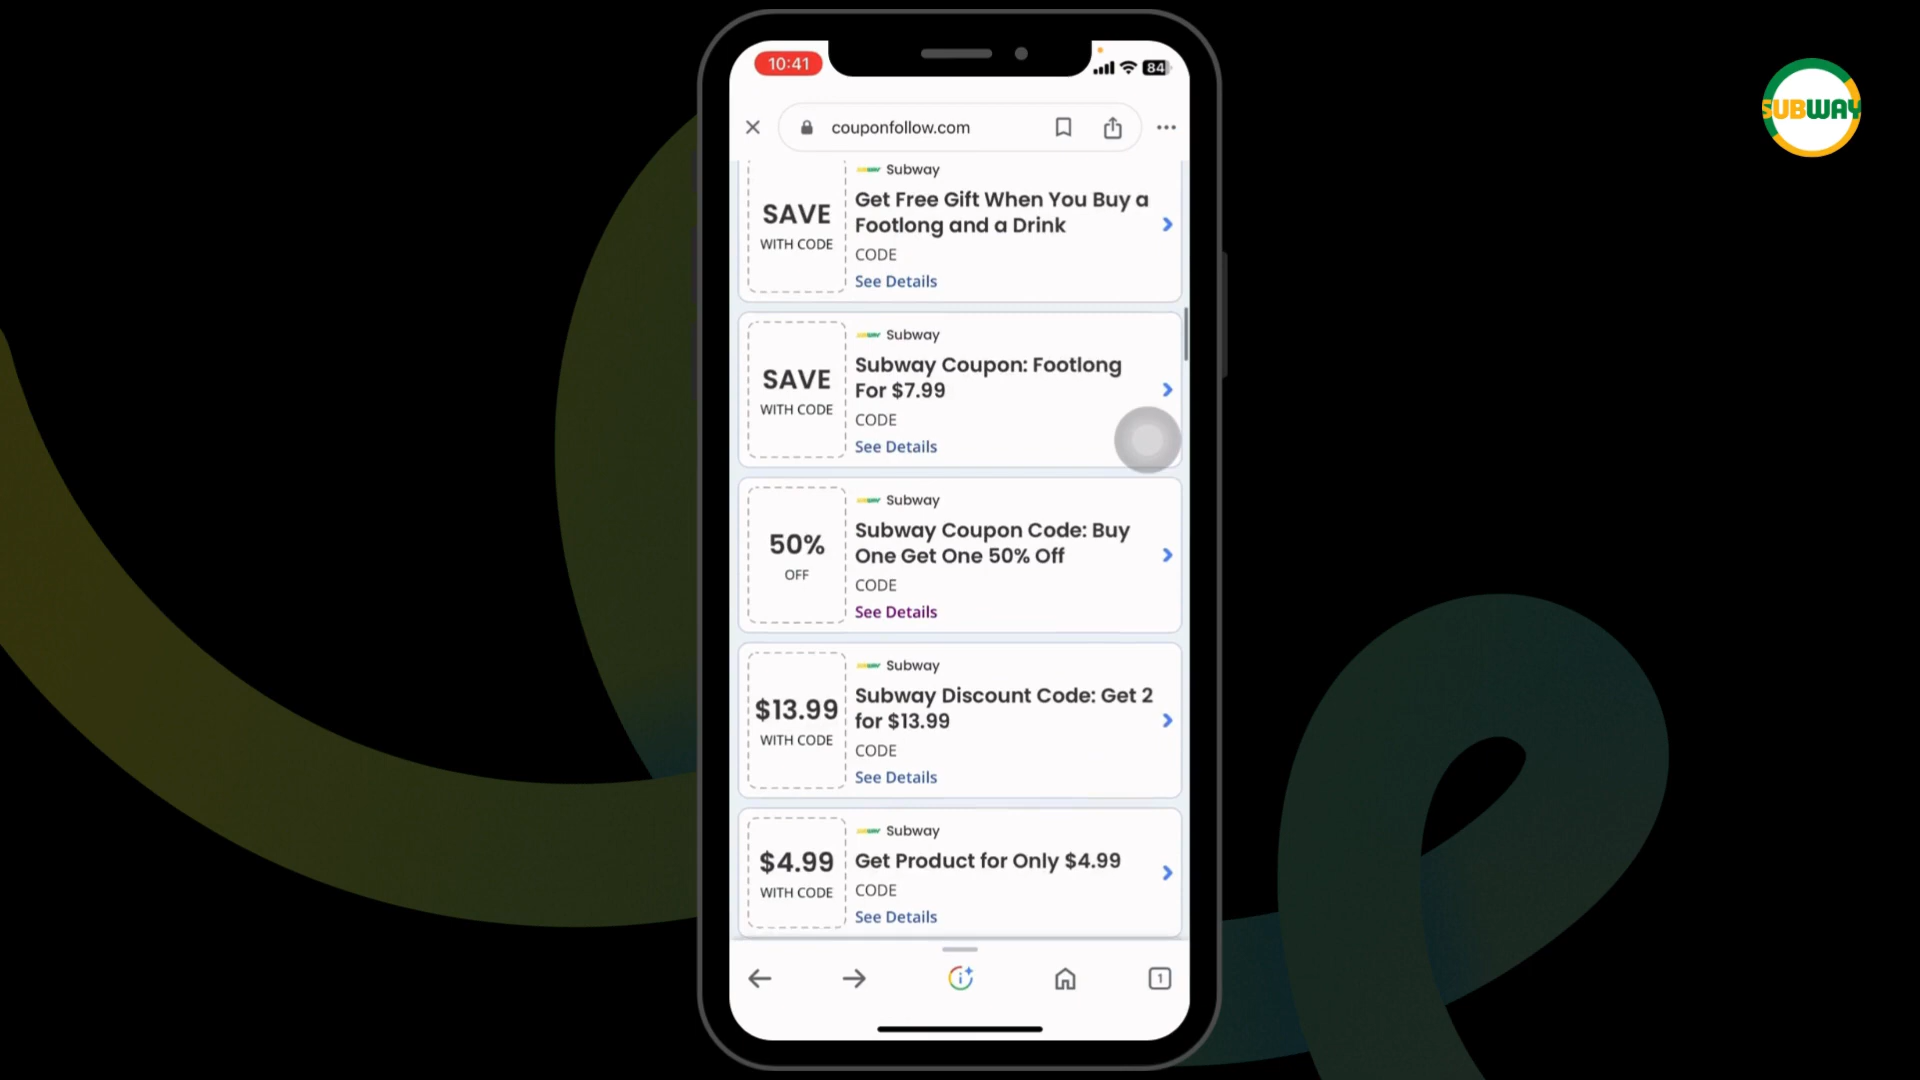 10:41
84
SUBWAY
couponfollow.com
Subway
SAVE
WITH CODE
Get Free Gift When You Buy a
Footlong and a Drink
CODE
See Details
Subway
SAVE
WITH CODE
Subway Coupon: Footlong
For $7.99
CODE
See Details
Subway
50%
OFF
Subway Coupon Code: Buy
One Get One 50% Off
CODE
See Details
Subway
$13.99
WITH CODE
Subway Discount Code: Get 2
for $13.99
CODE
See Details
Subway
$4.99
WITH CODE
Get Product for Only $4.99
CODE
See Details
1